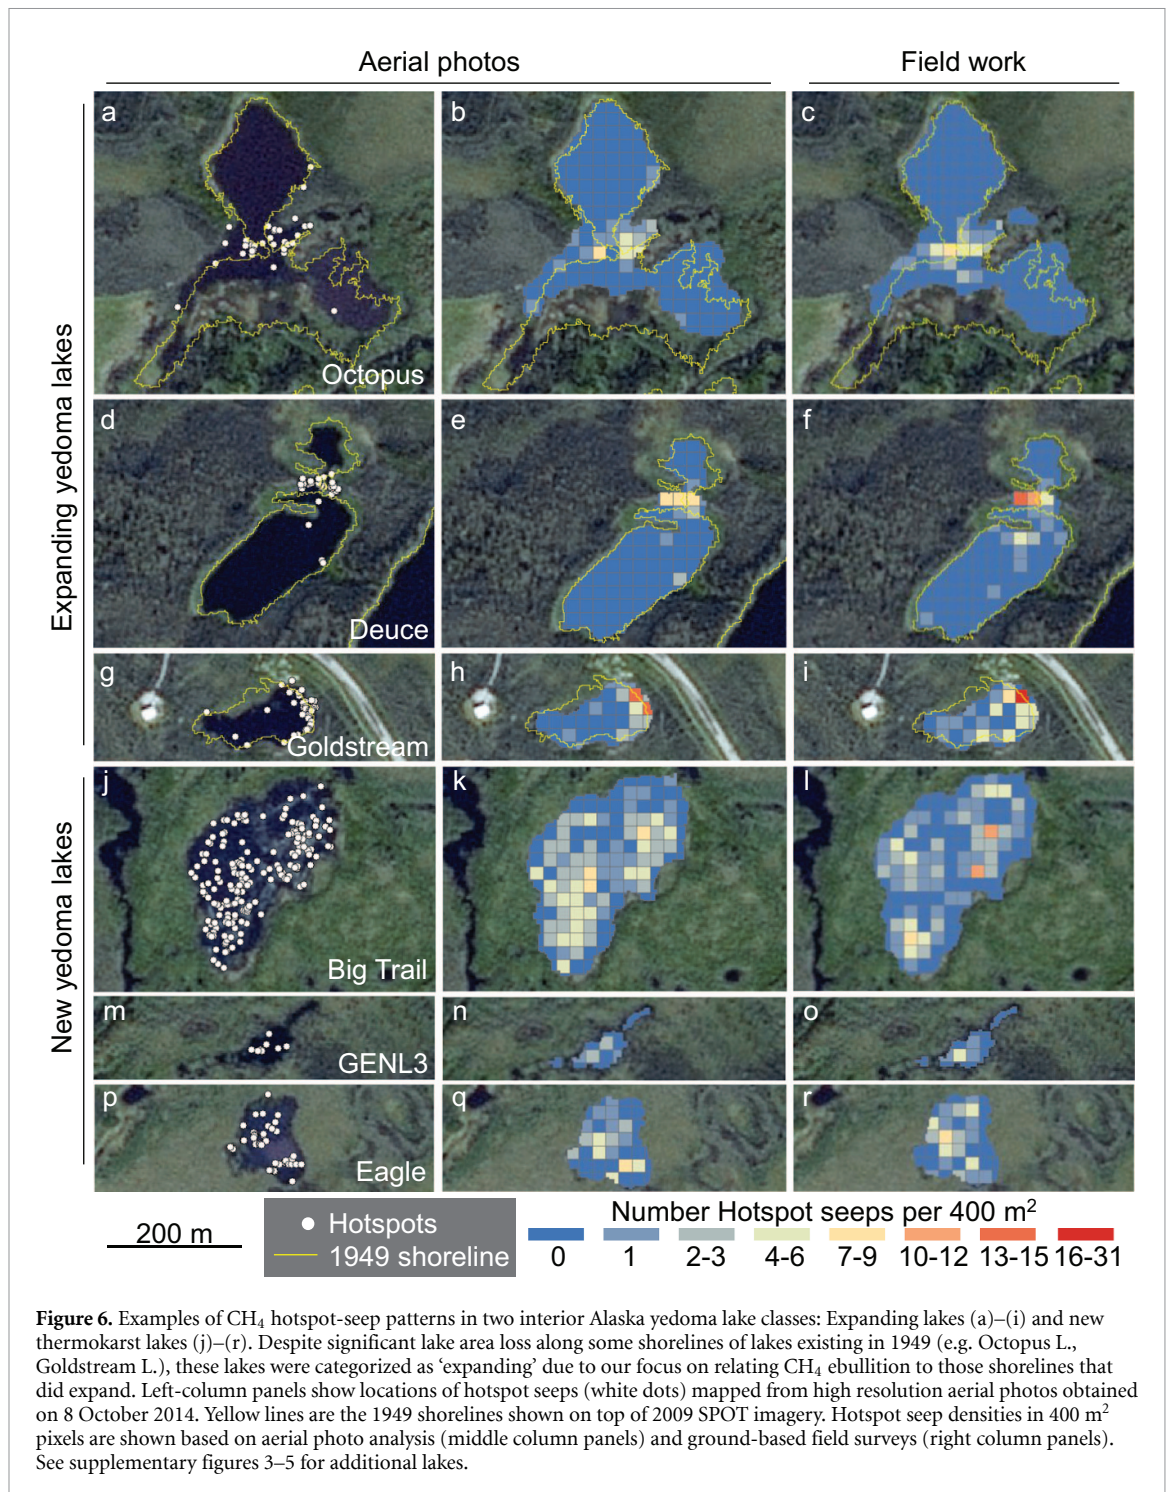 Aerial photos
Field work
Expanding yedoma lakes
New yedoma lakes
a
b
c
Octopus
d
e
f
Deuce
g
h
i
Goldstream
j
k
l
Big Trail
m
n
o
GENL3
p
q
r
Eagle
200 m
Hotspots
1949 shoreline
Number Hotspot seeps per 400 m²
0 1 2-3 4-6 7-9 10-12 13-15 16-31
Figure 6. Examples of CH₄ hotspot-seep patterns in two interior Alaska yedoma lake classes: Expanding lakes (a)–(i) and new
thermokarst lakes (j)–(r). Despite significant lake area loss along some shorelines of lakes existing in 1949 (e.g. Octopus L.,
Goldstream L.), these lakes were categorized as ‘expanding’ due to our focus on relating CH₄ ebullition to those shorelines that
did expand. Left-column panels show locations of hotspot seeps (white dots) mapped from high resolution aerial photos obtained
on 8 October 2014. Yellow lines are the 1949 shorelines shown on top of 2009 SPOT imagery. Hotspot seep densities in 400 m²
pixels are shown based on aerial photo analysis (middle column panels) and ground-based field surveys (right column panels).
See supplementary figures 3–5 for additional lakes.